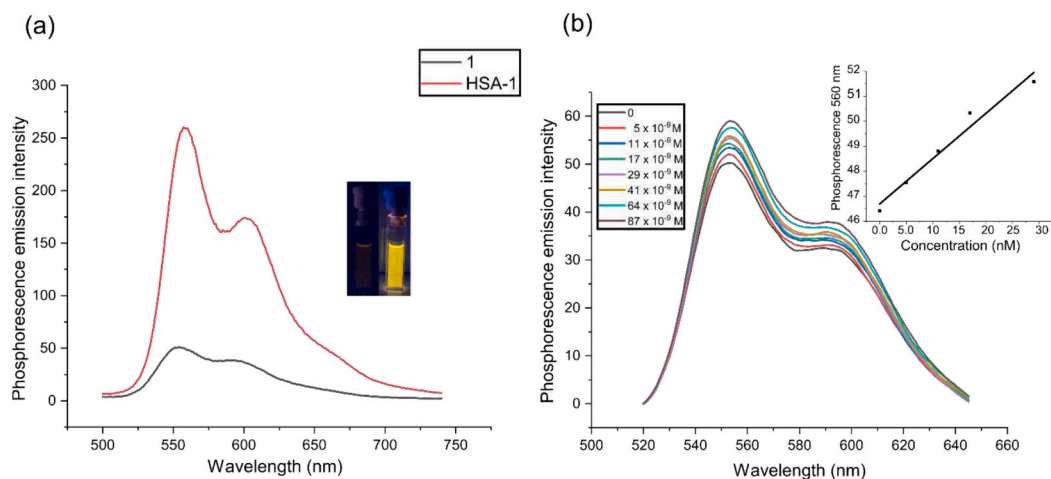 (a)
1
HSA-1
Phosphorescence emission intensity
300
250
200
150
100
50
0
500
550
600
650
700
750
Wavelength (nm)
(b)
0
5 x 10⁻⁹ M
11 x 10⁻⁹ M
17 x 10⁻⁹ M
29 x 10⁻⁹ M
41 x 10⁻⁹ M
64 x 10⁻⁹ M
87 x 10⁻⁹ M
Phosphorescence emission intensity
60
50
40
30
20
10
0
500
520
540
560
580
600
620
640
660
Wavelength (nm)
Phosphorescence 560 nm
52
51
50
49
48
47
46
0.0
5.0
10
15
20
25
30
Concentration (nM)